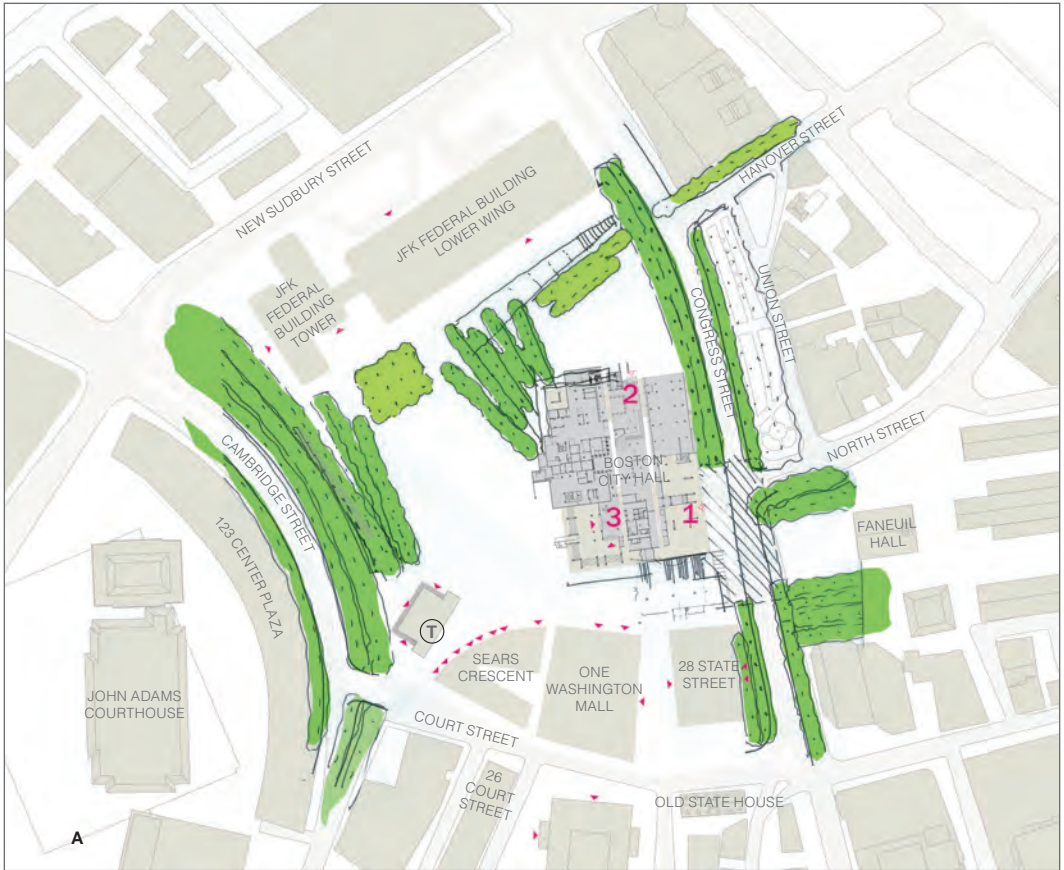 HANOVER STREET
NEW SUDBURY STREET
JFK FEDERAL BUILDING
LOWER WING
JFK
FEDERAL
BUILDING
TOWER
CONGRESS STREET
UNION STREET
2
CAMBRIDGE STREET
BOSTON
CITY HALL
NORTH STREET
3
1
123 CENTER PLAZA
FANEUIL
HALL
T
SEARS
CRESCENT
ONE
WASHINGTON
MALL
28 STATE
STREET
JOHN ADAMS
COURTHOUSE
COURT STREET
26
COURT
STREET
OLD STATE HOUSE
A